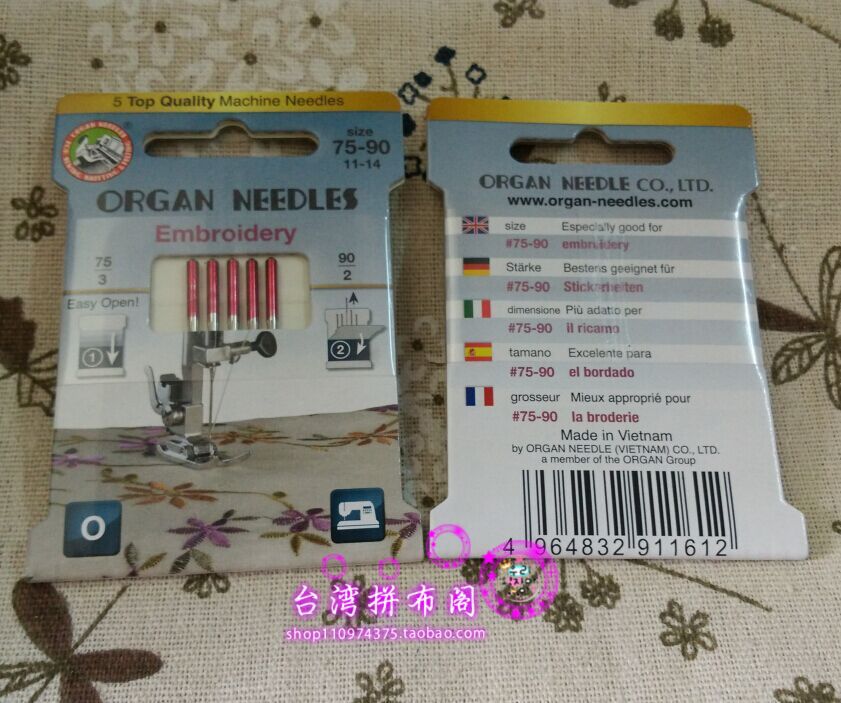 5 Top Quality Machine Needles
ORGAN NEEDLES
size
75-90
11-14
ORGAN NEEDLES
Embroidery
75
3
90
2
Easy Open!
1
2
O
ORGAN NEEDLE CO., LTD.
www.organ-needles.com
size Especially good for
#75-90 embroidery
Stärke Bestens geeignet für
#75-90 Stickarbeiten
dimensione Più adatto per
#75-90 il ricamo
tamano Excelente para
#75-90 el bordado
grosseur Mieux approprié pour
#75-90 la broderie
Made in Vietnam
by ORGAN NEEDLE (VIETNAM) CO., LTD.
a member of the ORGAN Group
4 964832 911612
台湾拼布阁
shop110974375.taobao.com